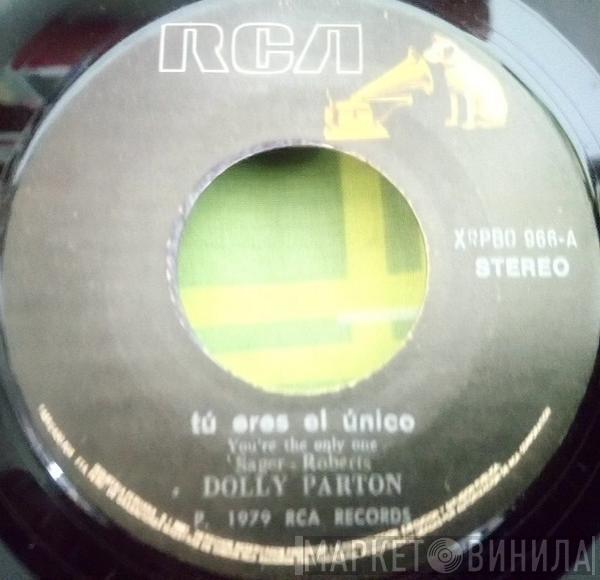 RCA
XRPBO 966-A
STEREO
tú eres el único
You're the only one
Sager - Roberts
DOLLY PARTON
P. 1979 RCA RECORDS
МАРКЕТ ВИНИЛА